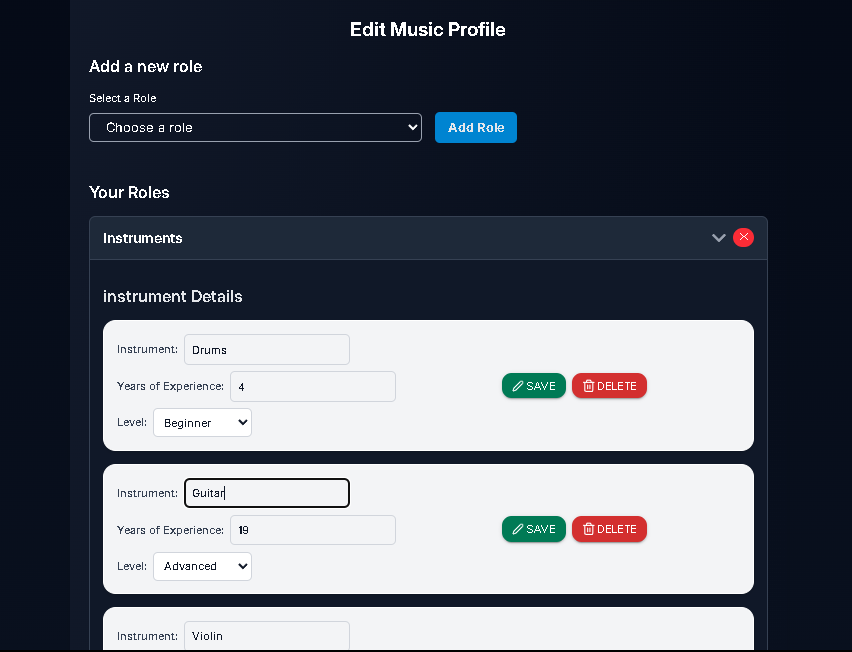 Edit Music Profile
Add a new role
Select a Role
Choose a role
Add Role
Your Roles
Instruments
instrument Details
Instrument: Drums
Years of Experience: 4
SAVE DELETE
Level: Beginner
Instrument: Guitar
Years of Experience: 19
SAVE DELETE
Level: Advanced
Instrument: Violin